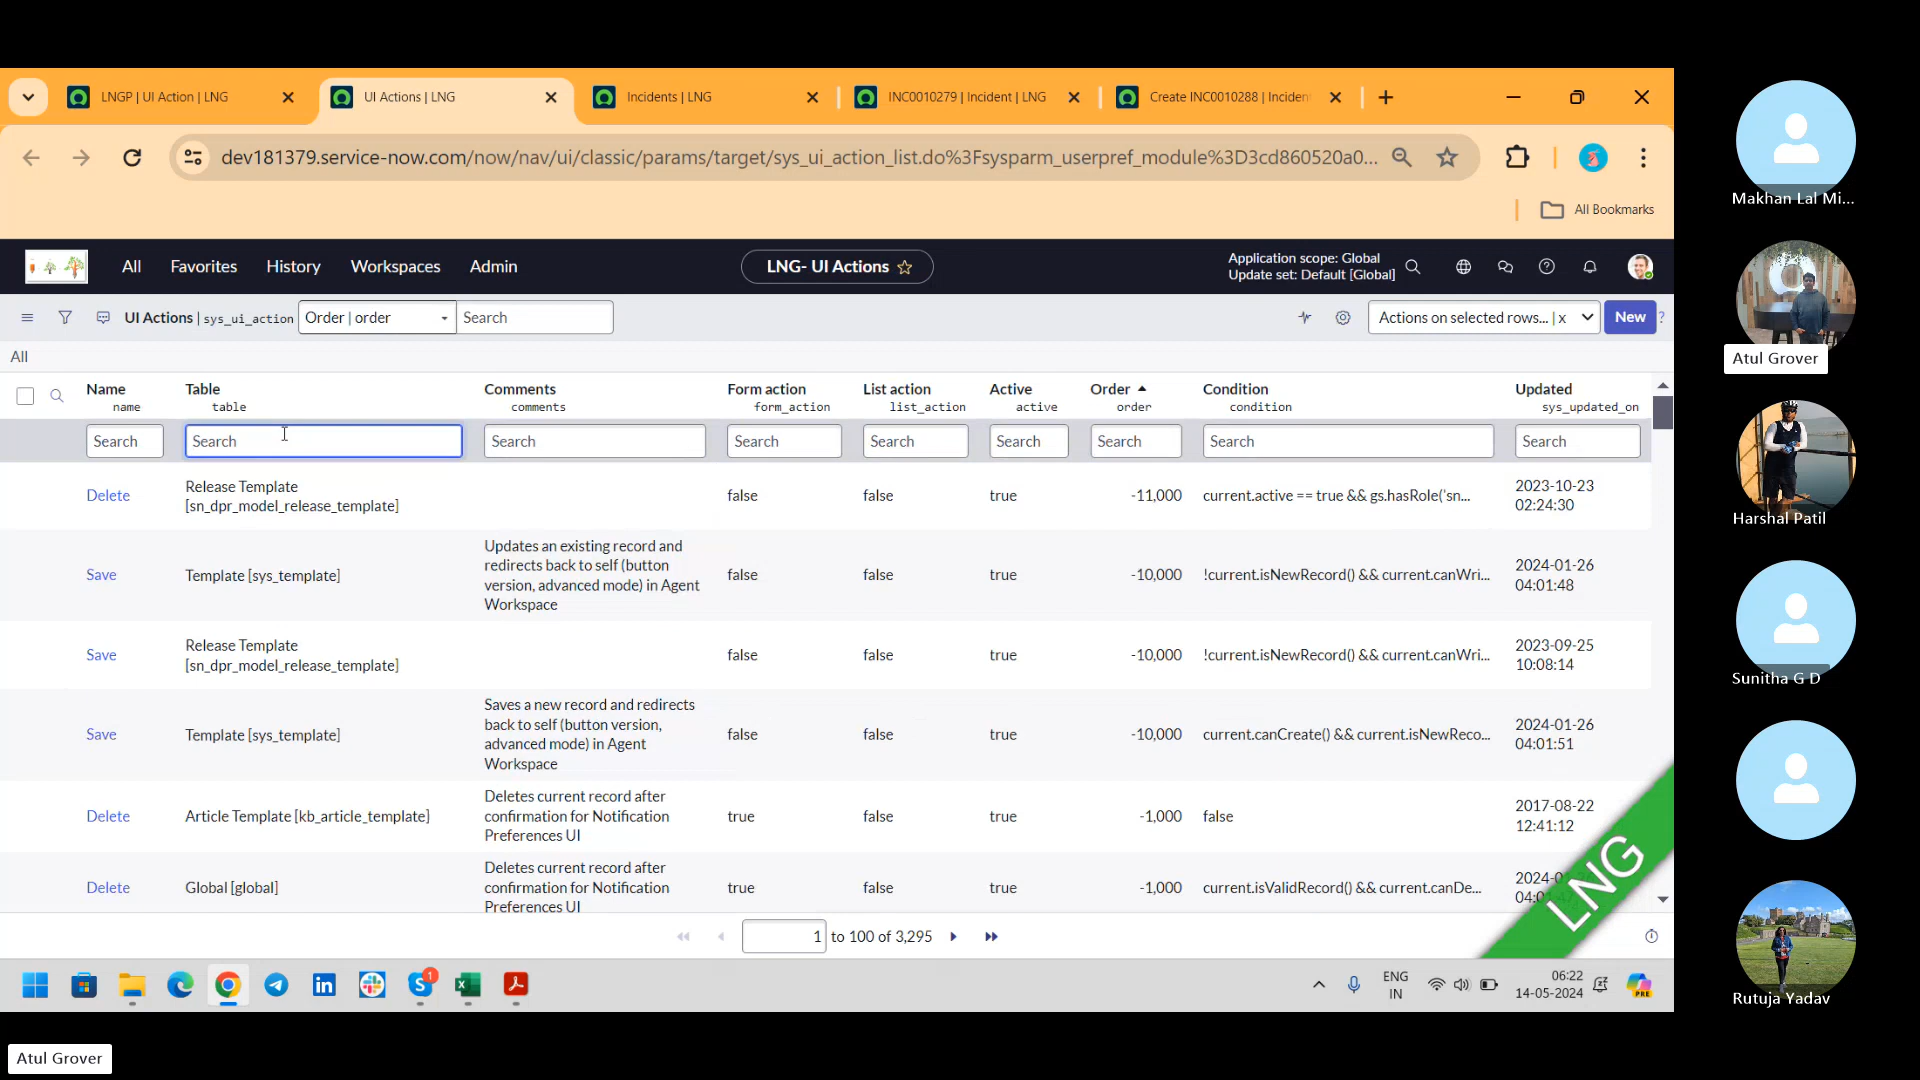 LNGP | UI Action | LNG
UI Actions | LNG
Incidents | LNG
INC0010279 | Incident | LNG
Create INC0010288 | Inciden
dev181379.service-now.com/now/nav/ui/classic/params/target/sys_ui_action_list.do%3Fsysparm_userpref_module%3D3cd860520a0...
All Bookmarks
All
Favorites
History
Workspaces
Admin
LNG- UI Actions
Application scope: Global
Update set: Default [Global]
UI Actions | sys_ui_action
Order | order
Search
Actions on selected rows... | x
New
?
All
Name Table Comments Form action List action Active Order Condition Updated
name table comments form_action list_action active order condition sys_updated_on
Search Search Search Search Search Search Search Search Search
Delete
Release Template
[sn_dpr_model_release_template]
false false true -11,000 current.active == true && gs.hasRole('sn...
2023-10-23
02:24:30
Save
Template [sys_template]
Updates an existing record and
redirects back to self (button
version, advanced mode) in Agent
Workspace
false false true -10,000 !current.isNewRecord() && current.canWri...
2024-01-26
04:01:48
Save
Release Template
[sn_dpr_model_release_template]
false false true -10,000 !current.isNewRecord() && current.canWri...
2023-09-25
10:08:14
Save
Template [sys_template]
Saves a new record and redirects
back to self (button version,
advanced mode) in Agent
Workspace
false false true -10,000 current.canCreate() && current.isNewReco...
2024-01-26
04:01:51
Delete
Article Template [kb_article_template]
Deletes current record after
confirmation for Notification
Preferences UI
true false true -1,000 false
2017-08-22
12:41:12
Delete
Global [global]
Deletes current record after
confirmation for Notification
Preferences UI
true false true -1,000 current.isValidRecord() && current.canDe...
LNG
1 to 100 of 3,295
1
ENG
IN
06:22
14-05-2024
PRE
Makhan Lal Mi...
Atul Grover
Harshal Patil
Sunitha G D
Rutuja Yadav
Atul Grover